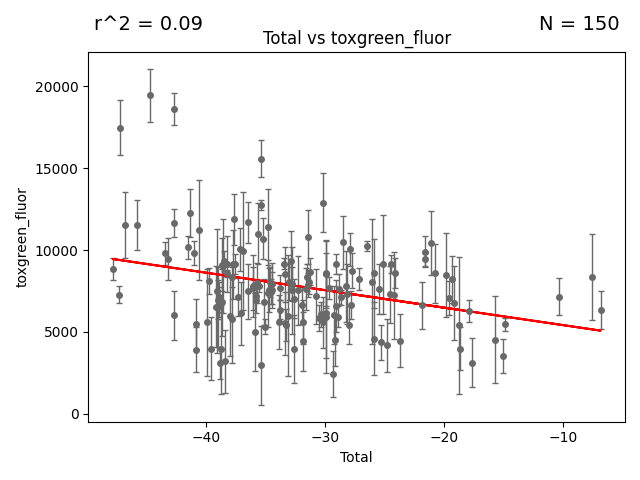 r^2 = 0.09
N = 150
Total vs toxgreen_fluor
20000
15000
10000
5000
0
toxgreen_fluor
−40
−30
−20
−10
Total